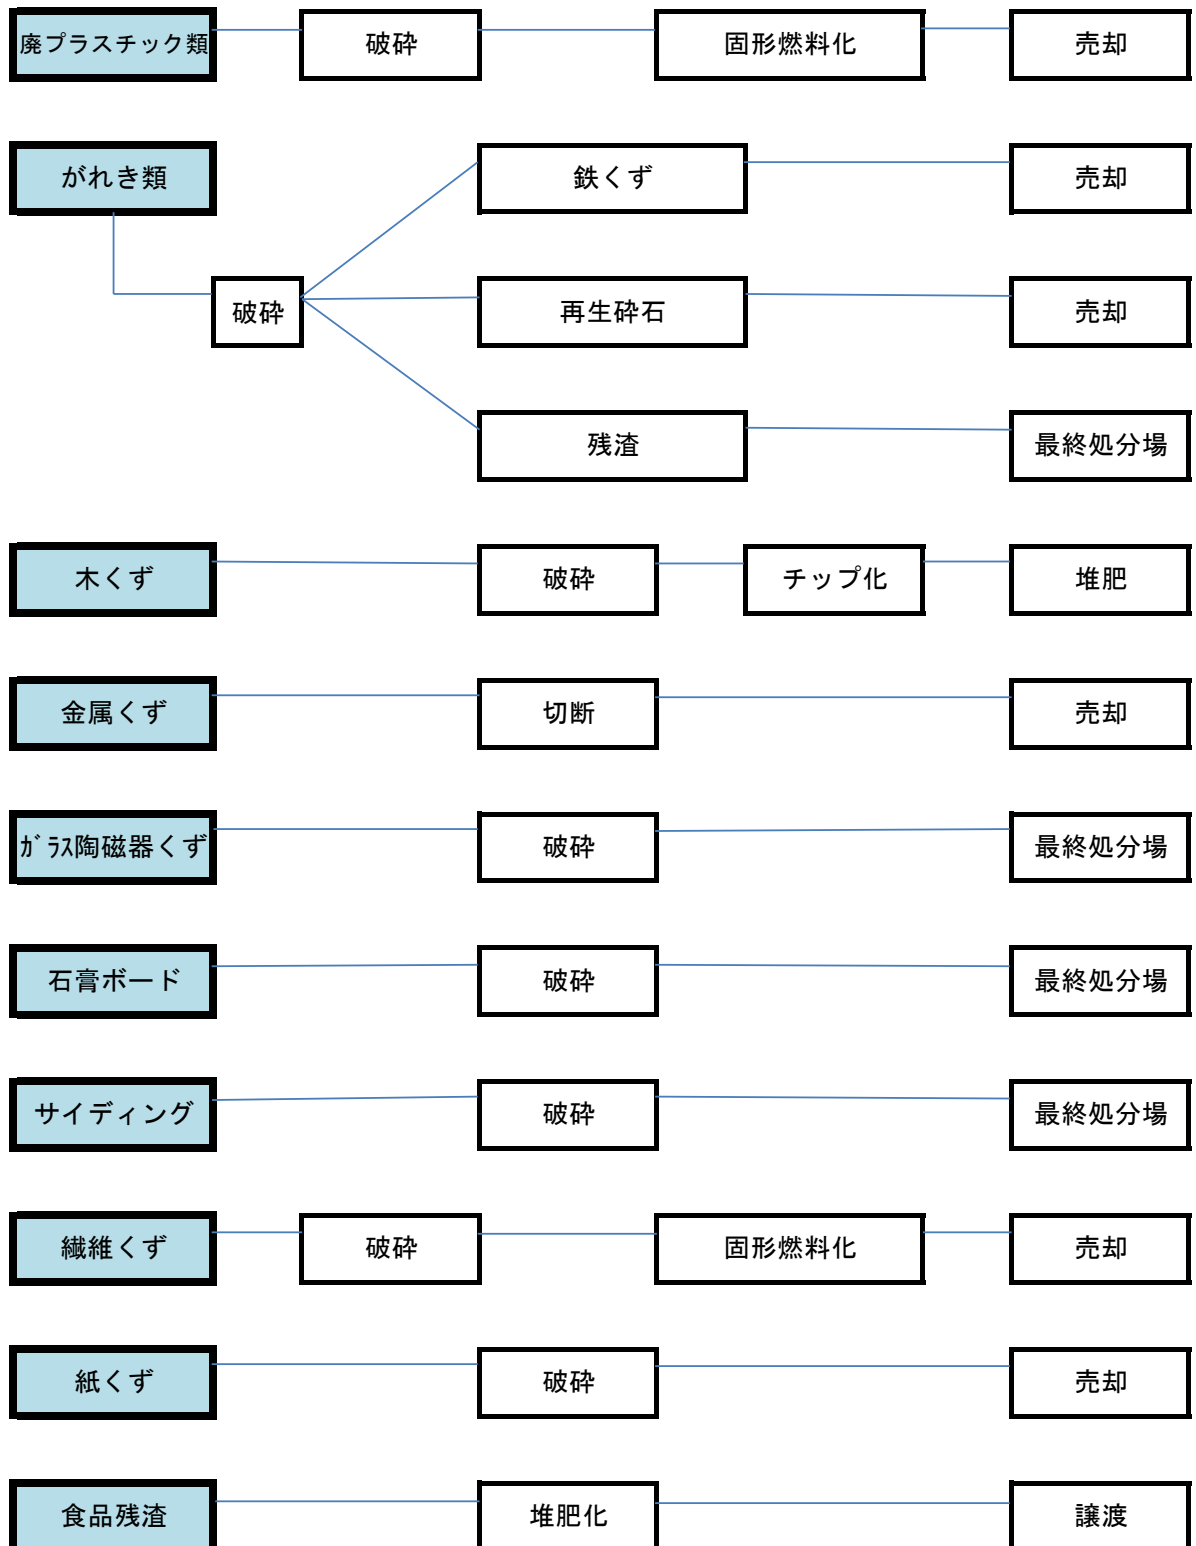 廃プラスチック類 破砕 固形燃料化 売却
がれき類 鉄くず 売却
破砕 再生砕石 売却
残渣 最終処分場
木くず 破砕 チップ化 堆肥
金属くず 切断 売却
ｶﾞﾗｽ陶磁器くず 破砕 最終処分場
石膏ボード 破砕 最終処分場
サイディング 破砕 最終処分場
繊維くず 破砕 固形燃料化 売却
紙くず 破砕 売却
食品残渣 堆肥化 譲渡